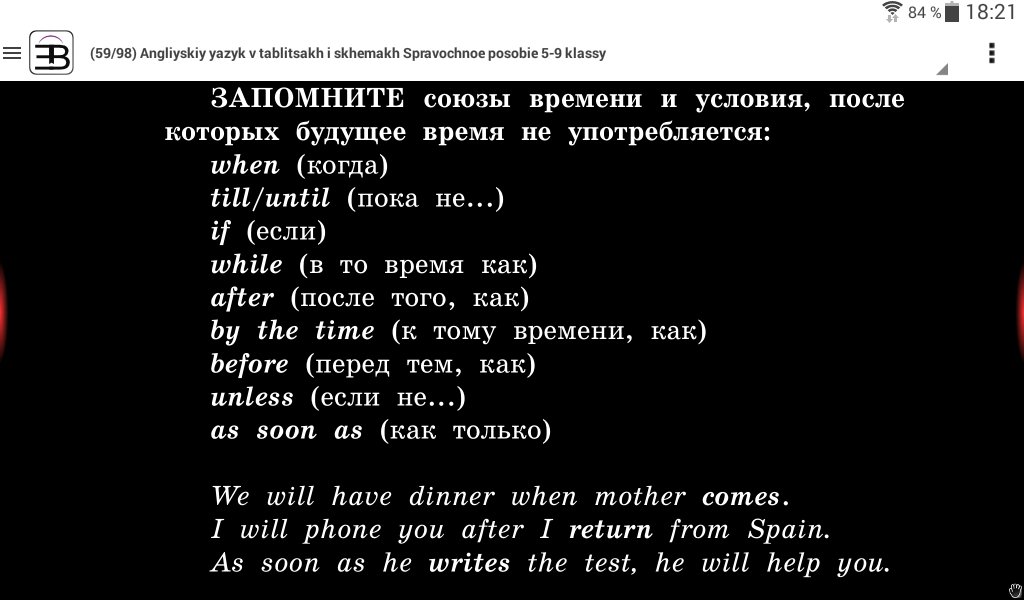 84 % 18:21
(59/98) Angliyskiy yazyk v tablitsakh i skhemakh Spravochnoe posobie 5-9 klassy
ЗАПОМНИТЕ союзы времени и условия, после
которых будущее время не употребляется:
when (когда)
till/until (пока не...)
if (если)
while (в то время как)
after (после того, как)
by the time (к тому времени, как)
before (перед тем, как)
unless (если не...)
as soon as (как только)
We will have dinner when mother comes.
I will phone you after I return from Spain.
As soon as he writes the test, he will help you.